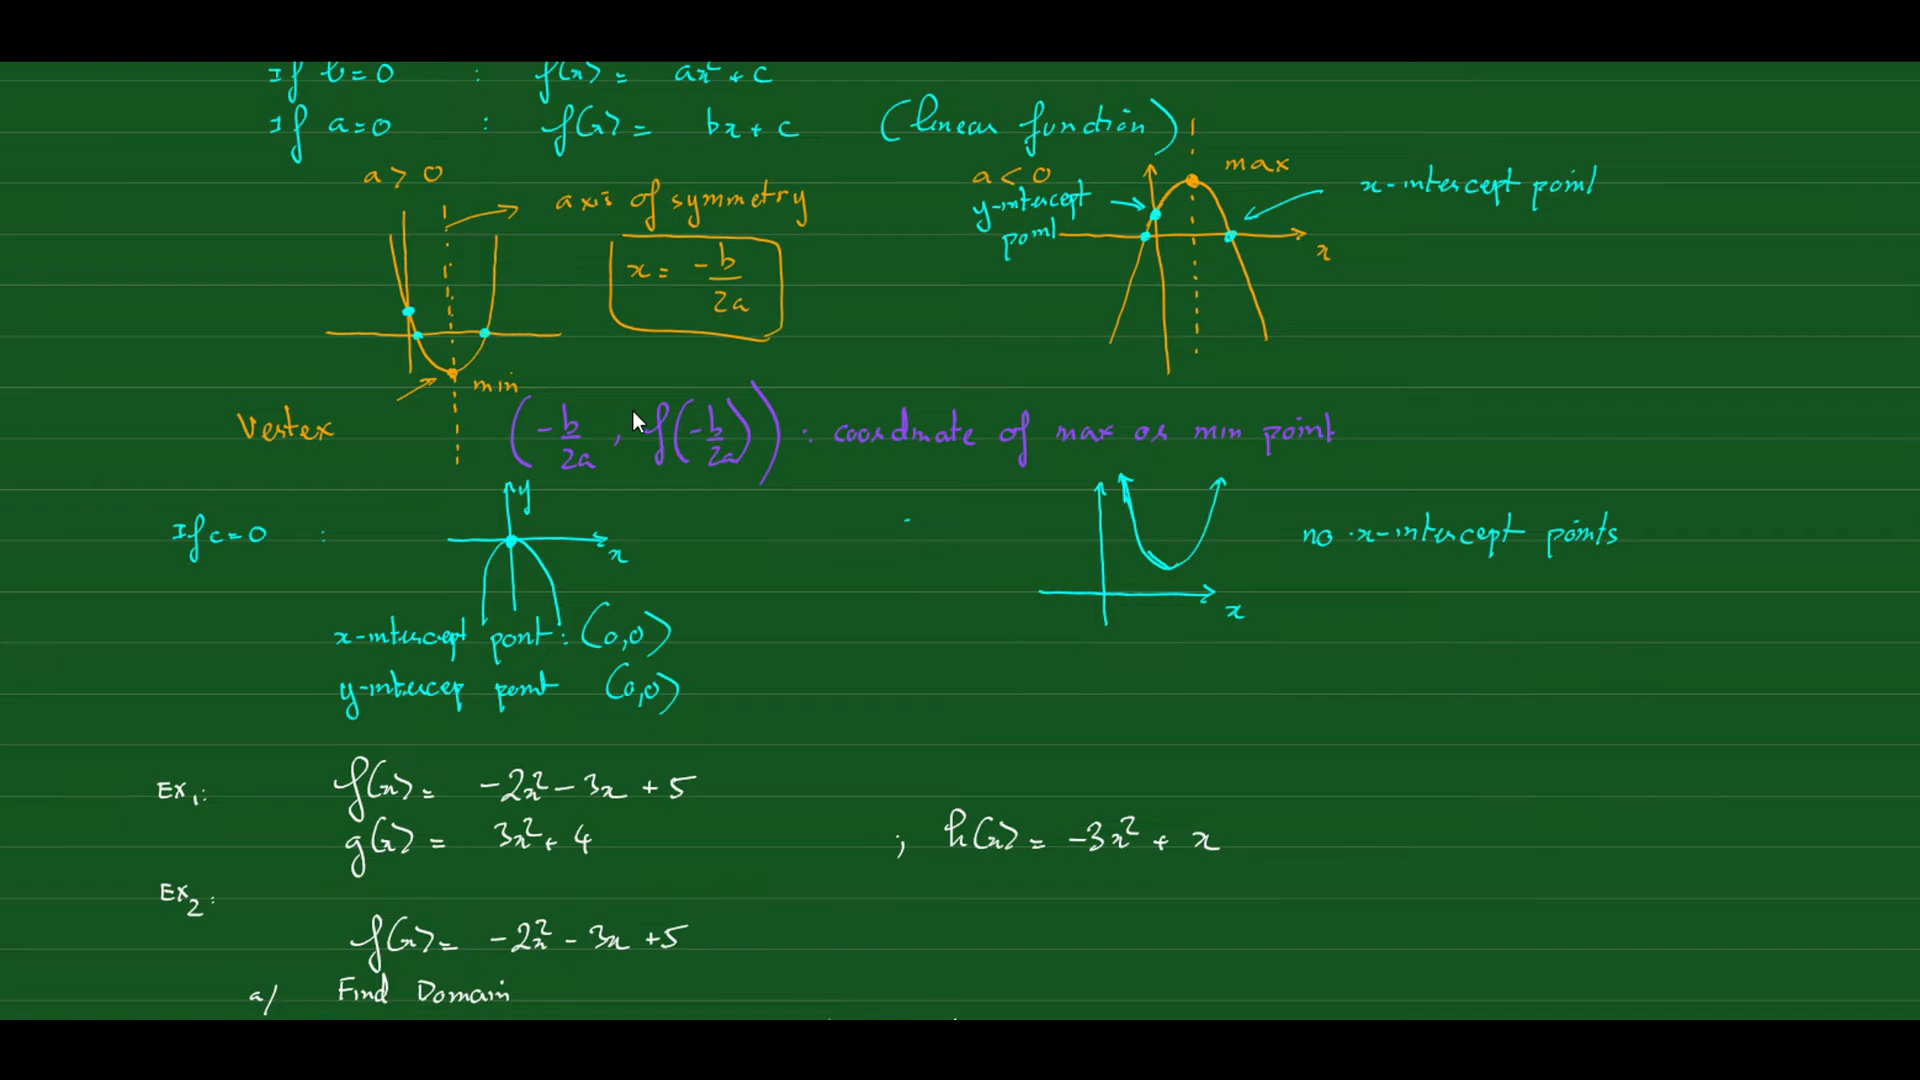 If b=0 : f(x) = ax² + c
If a=0 : f(x) = bx + c (linear function)
a > 0
axis of symmetry
x = -b/2a
a < 0
max
y-intercept point
x-intercept point
x
min
Vertex (-b/2a, f(-b/2a)) : coordinate of max or min point
If c=0 :
y
x
no x-intercept points
x
x-intercept pont : (0,0)
y-intercep point (0,0)
Ex1: f(x) = -2x² - 3x + 5
g(x) = 3x² + 4 ; h(x) = -3x² + x
Ex2:
f(x) = -2x² - 3x + 5
a/ Find Domain